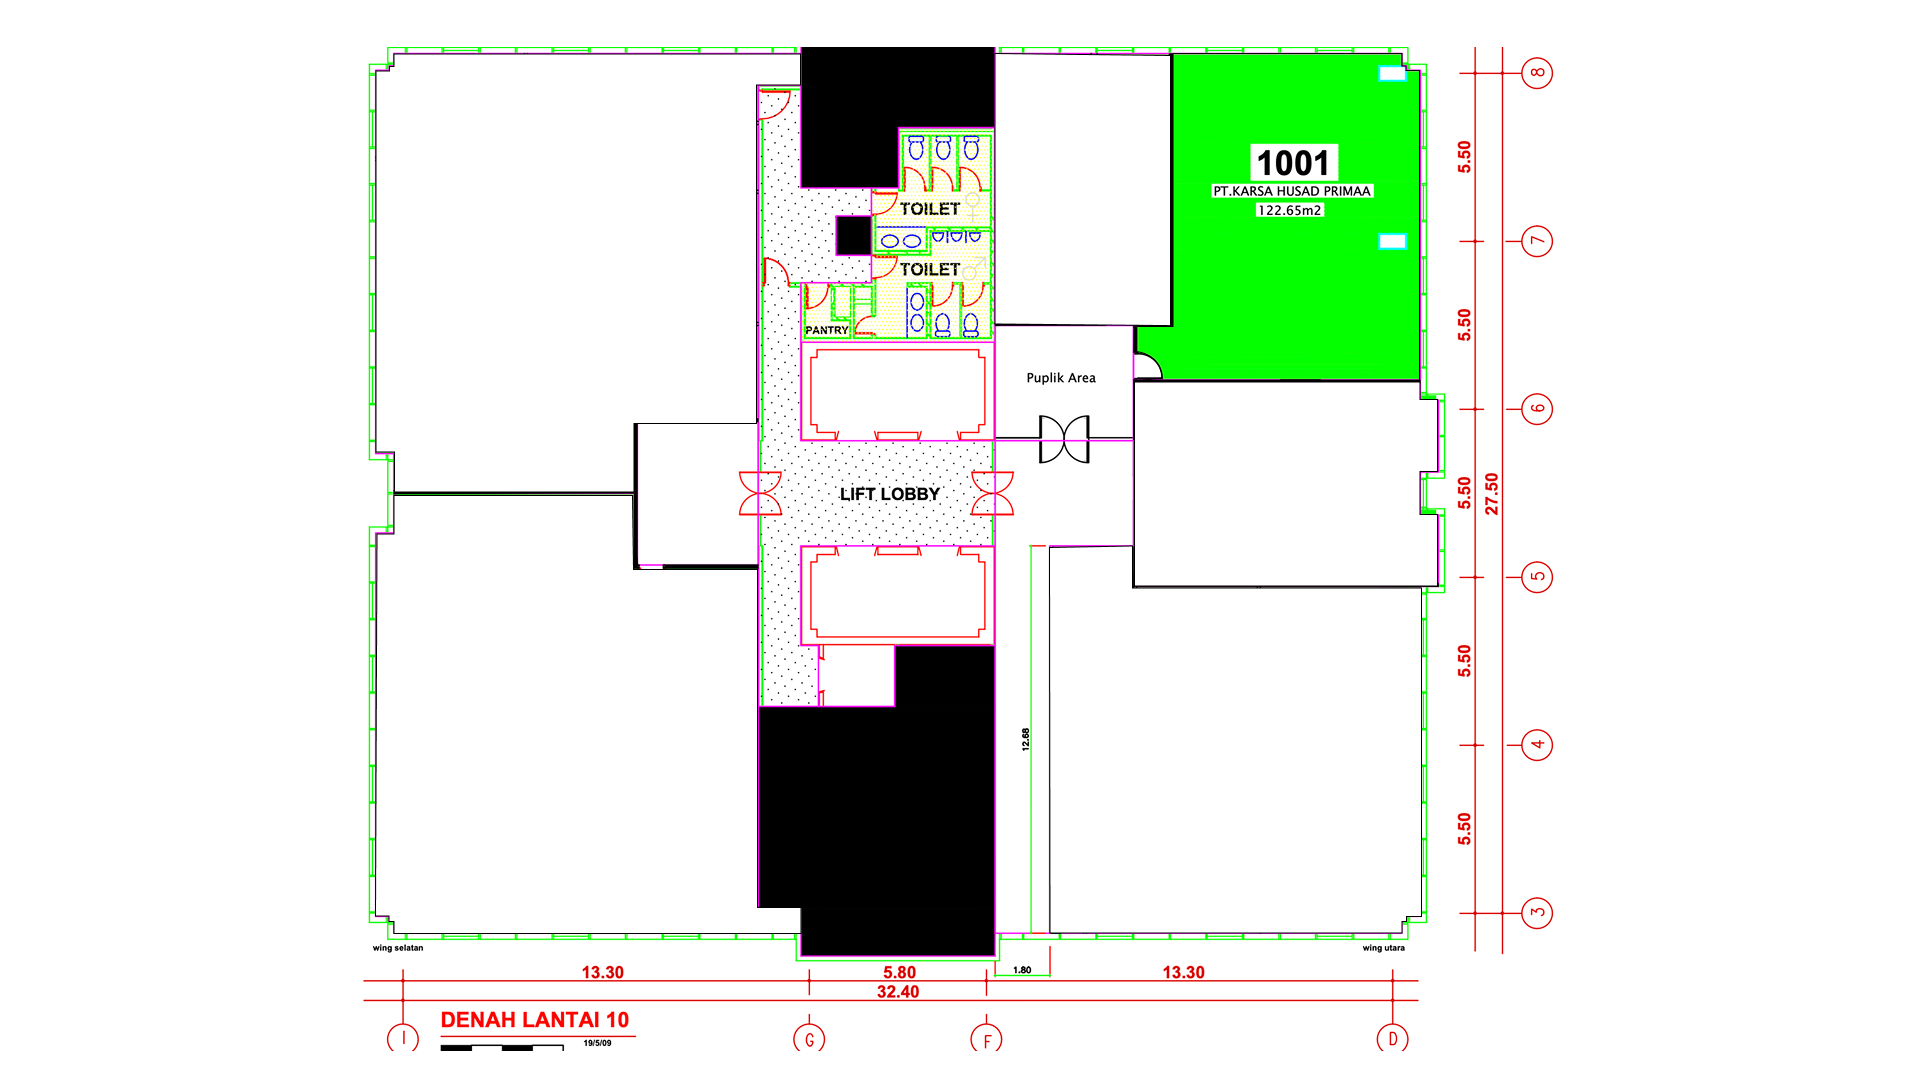 8
5.50
1001
PT.KARSA HUSAD PRIMAA
122.65m2
TOILET
7
TOILET
5.50
PANTRY
Puplik Area
6
LIFT LOBBY
5.50
27.50
5
5.50
12.68
4
5.50
3
wing selatan
wing utara
13.30
5.80
1.80
13.30
32.40
DENAH LANTAI 10
19/5/09
I
G
F
D